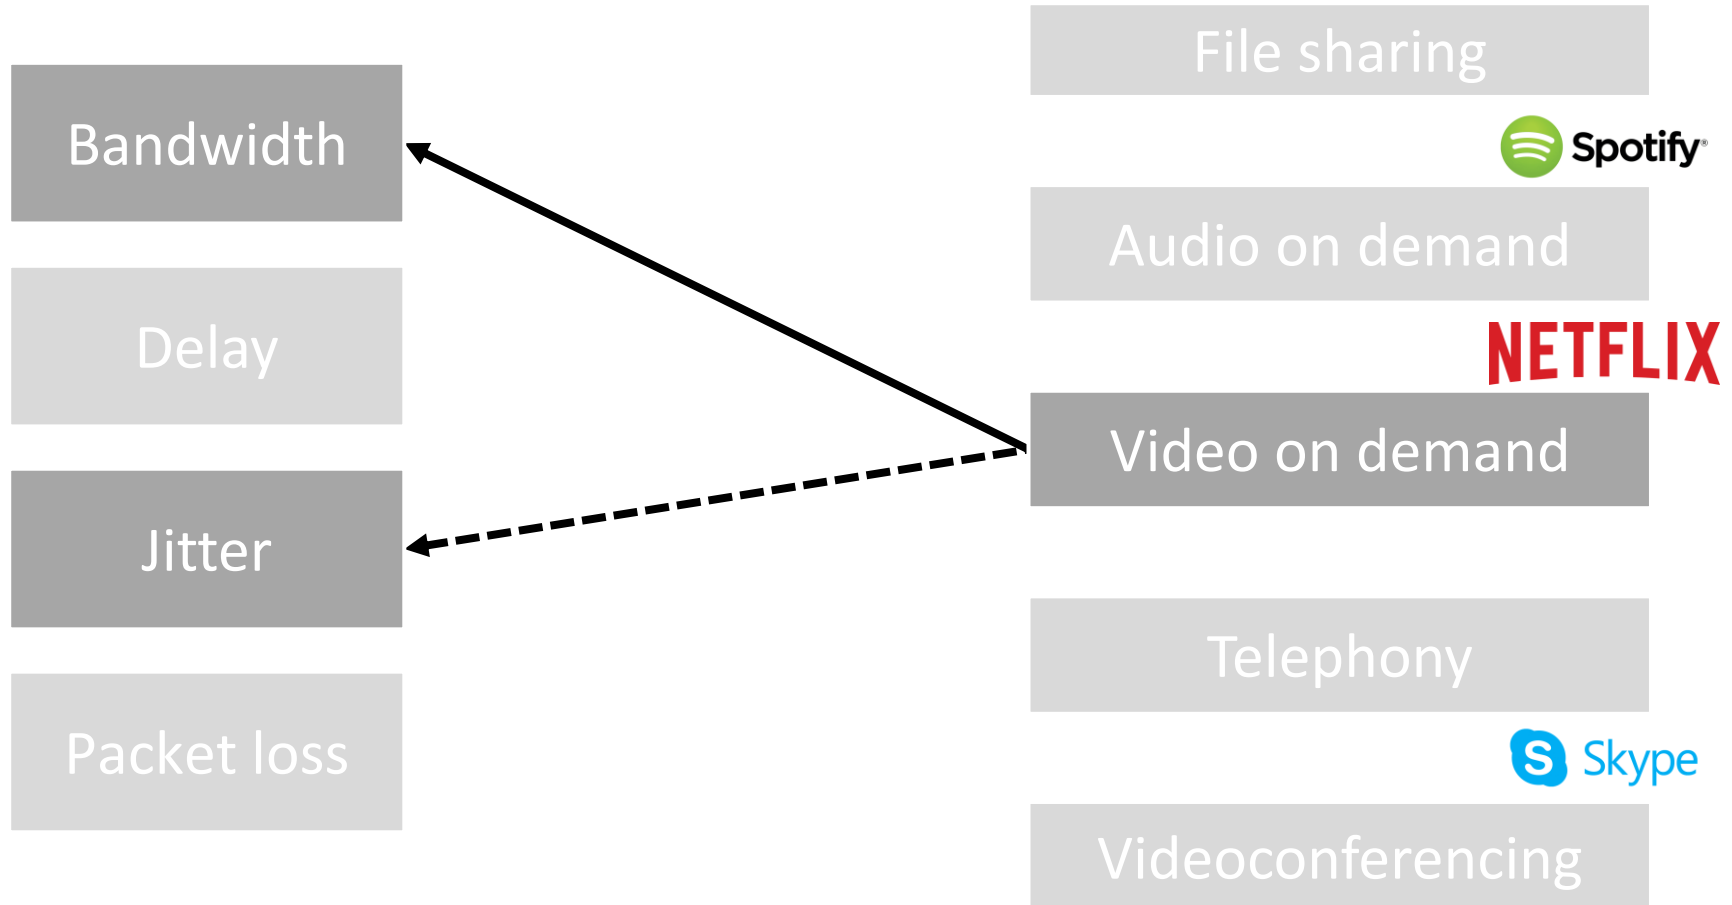 Bandwidth
Delay
Jitter
Packet loss
File sharing
Spotify®
Audio on demand
NETFLIX
Video on demand
Telephony
S Skype
Videoconferencing